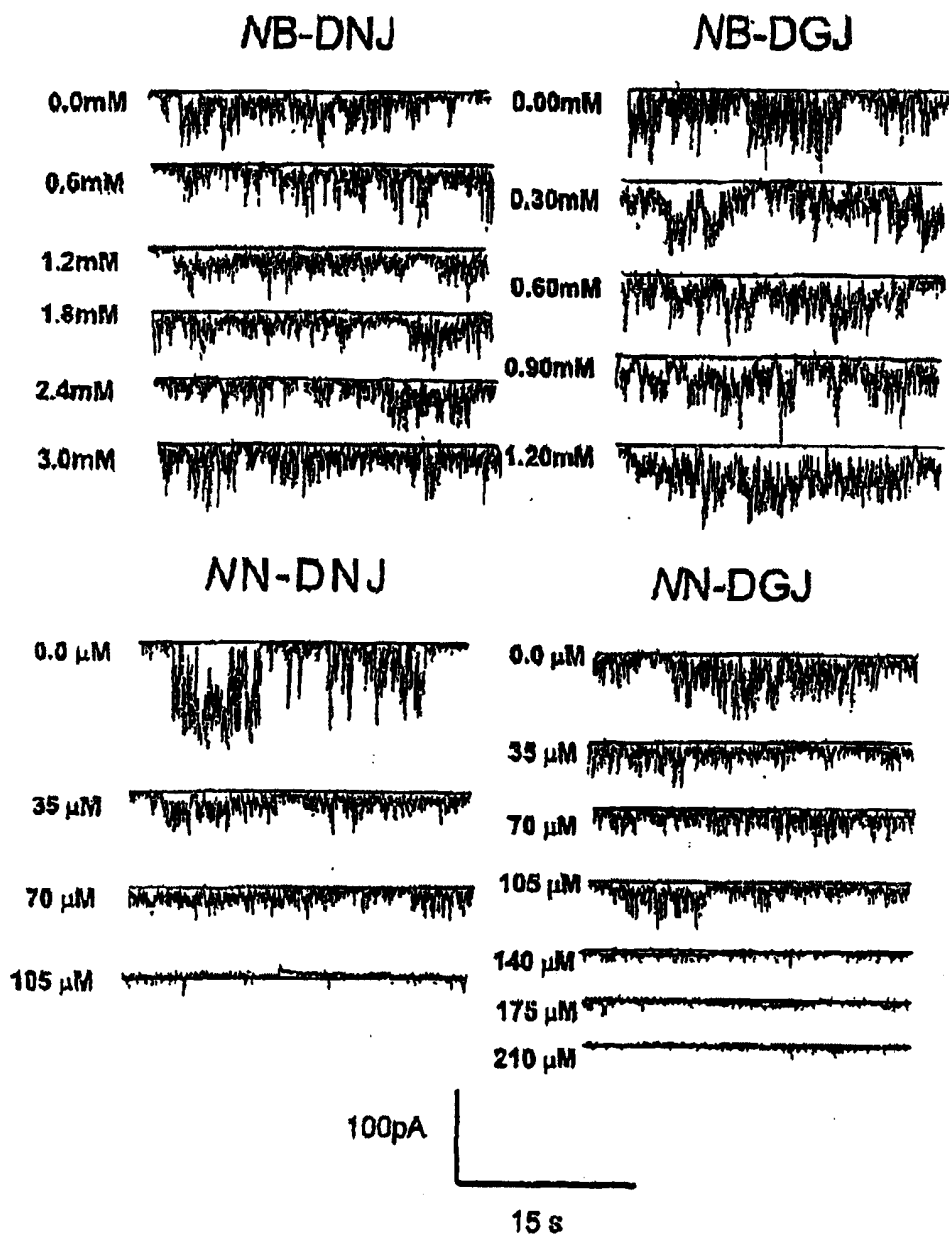 NB-DNJ
0.0mM
0.6mM
1.2mM
1.8mM
2.4mM
3.0mM
NB-DGJ
0.00mM
0.30mM
0.60mM
0.90mM
1.20mM
NN-DNJ
0.0 μM
35 μM
70 μM
105 μM
NN-DGJ
0.0 μM
35 μM
70 μM
105 μM
140 μM
175 μM
210 μM
100pA
15 s